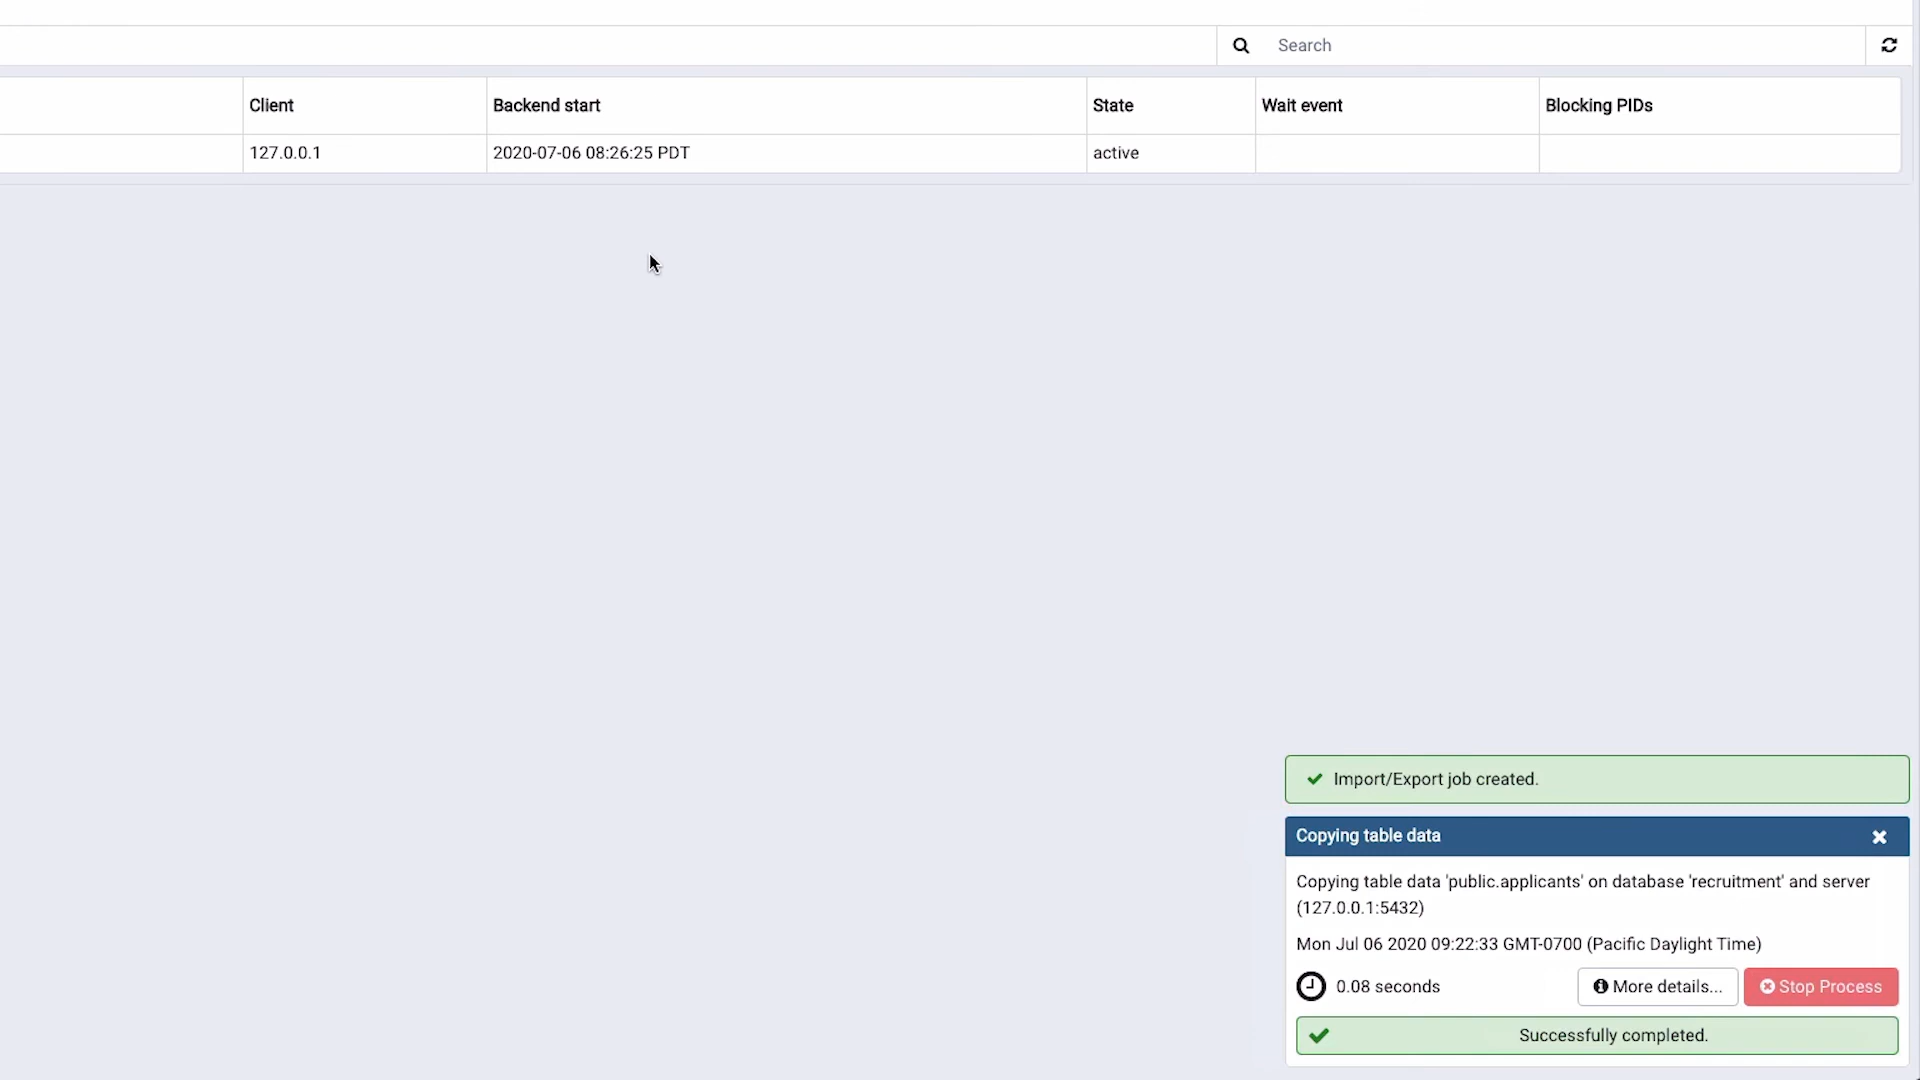 Search
Client Backend start State Wait event Blocking PIDs
127.0.0.1 2020-07-06 08:26:25 PDT active
Import/Export job created.
Copying table data
Copying table data 'public.applicants' on database 'recruitment' and server
(127.0.0.1:5432)
Mon Jul 06 2020 09:22:33 GMT-0700 (Pacific Daylight Time)
0.08 seconds More details... Stop Process
Successfully completed.